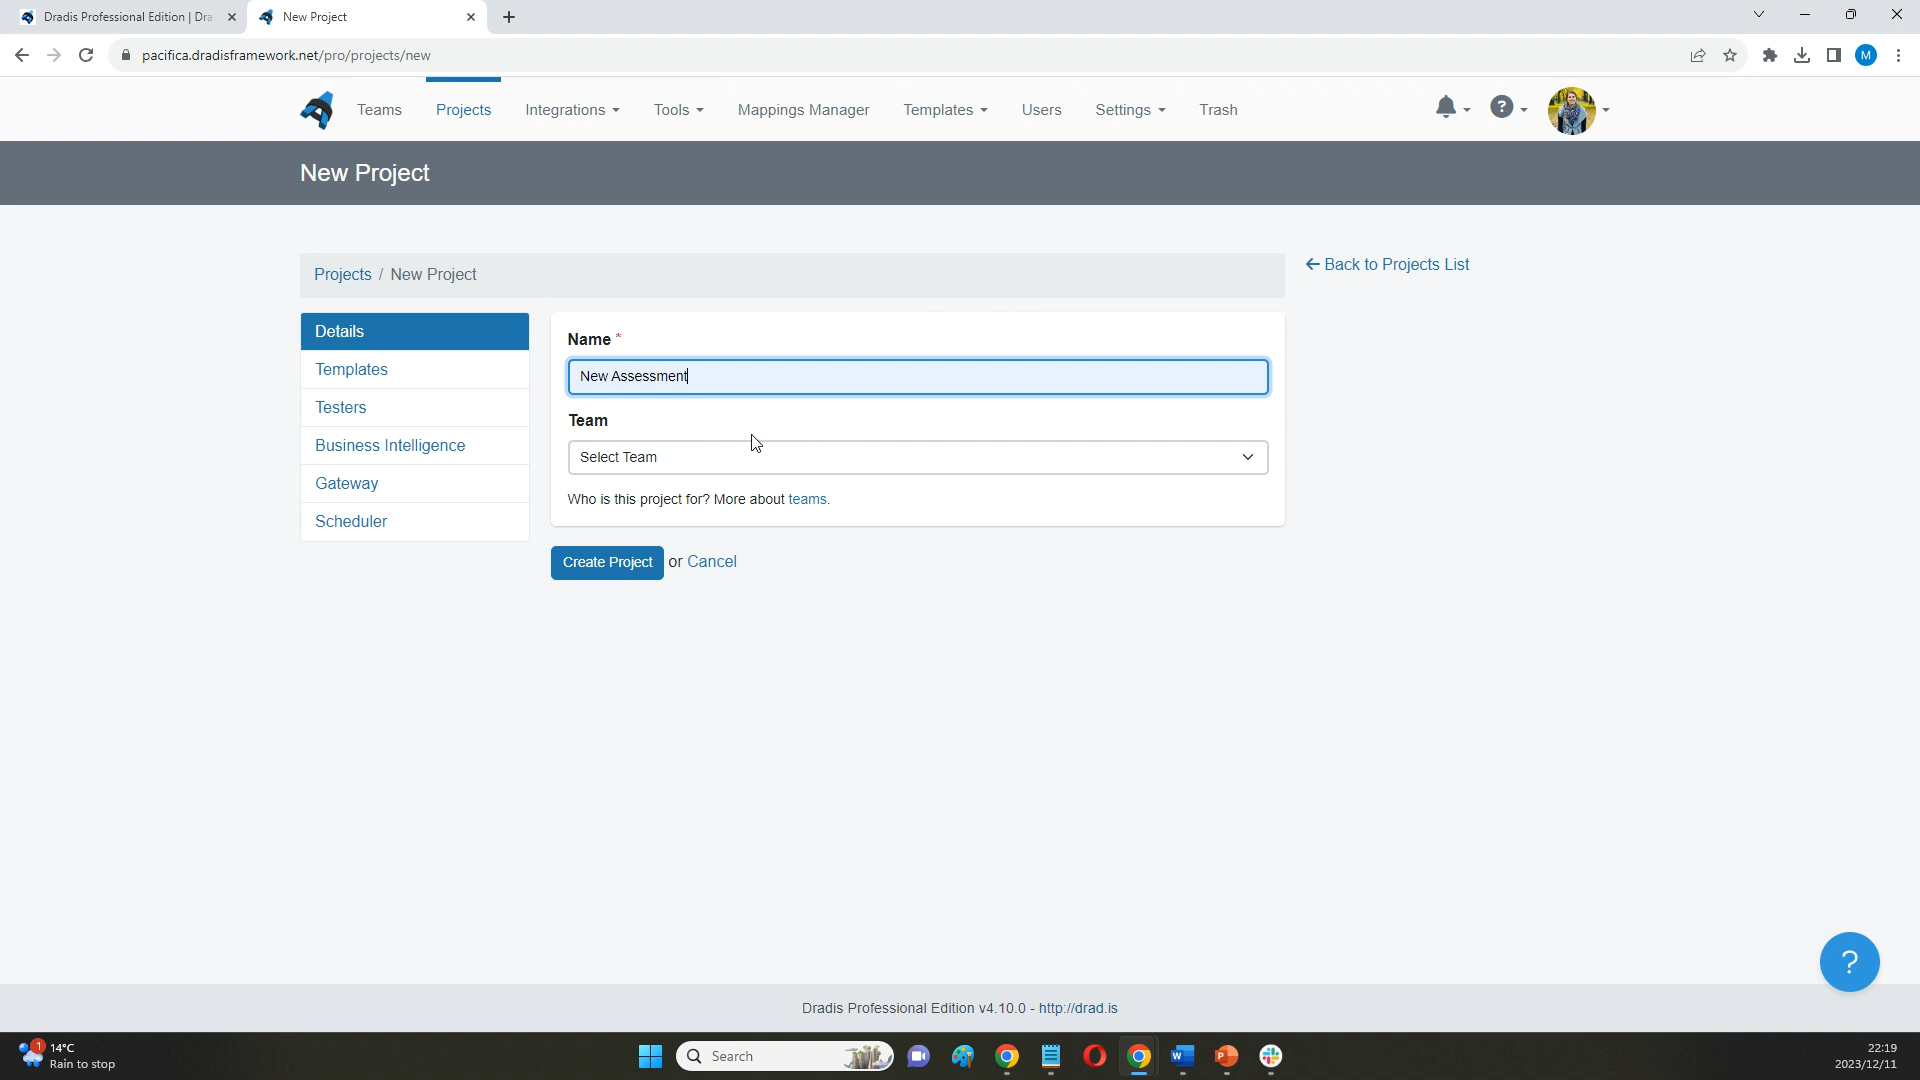 Dradis Professional Edition | Dra
New Project
pacifica.dradisframework.net/pro/projects/new
M
Teams Projects Integrations Tools Mappings Manager Templates Users Settings Trash
?
New Project
Projects / New Project
← Back to Projects List
Details
Templates
Testers
Business Intelligence
Gateway
Scheduler
Name *
New Assessment
Team
Select Team
Who is this project for? More about teams.
Create Project or Cancel
?
Dradis Professional Edition v4.10.0 - http://drad.is
1
14°C
Rain to stop
Search
22:19
2023/12/11